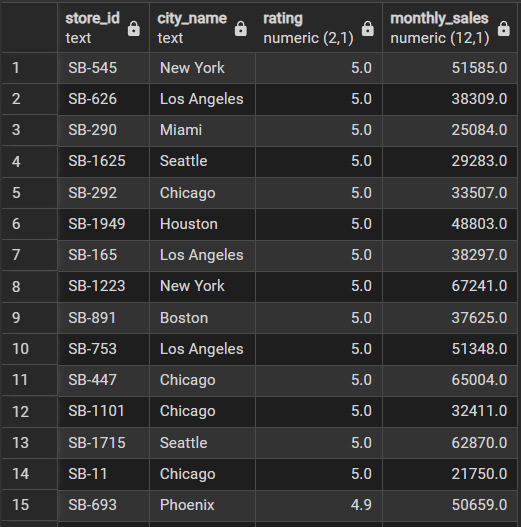 store_id city_name rating monthly_sales
text text numeric (2,1) numeric (12,1)
1 SB-545 New York 5.0 51585.0
2 SB-626 Los Angeles 5.0 38309.0
3 SB-290 Miami 5.0 25084.0
4 SB-1625 Seattle 5.0 29283.0
5 SB-292 Chicago 5.0 33507.0
6 SB-1949 Houston 5.0 48803.0
7 SB-165 Los Angeles 5.0 38297.0
8 SB-1223 New York 5.0 67241.0
9 SB-891 Boston 5.0 37625.0
10 SB-753 Los Angeles 5.0 51348.0
11 SB-447 Chicago 5.0 65004.0
12 SB-1101 Chicago 5.0 32411.0
13 SB-1715 Seattle 5.0 62870.0
14 SB-11 Chicago 5.0 21750.0
15 SB-693 Phoenix 4.9 50659.0